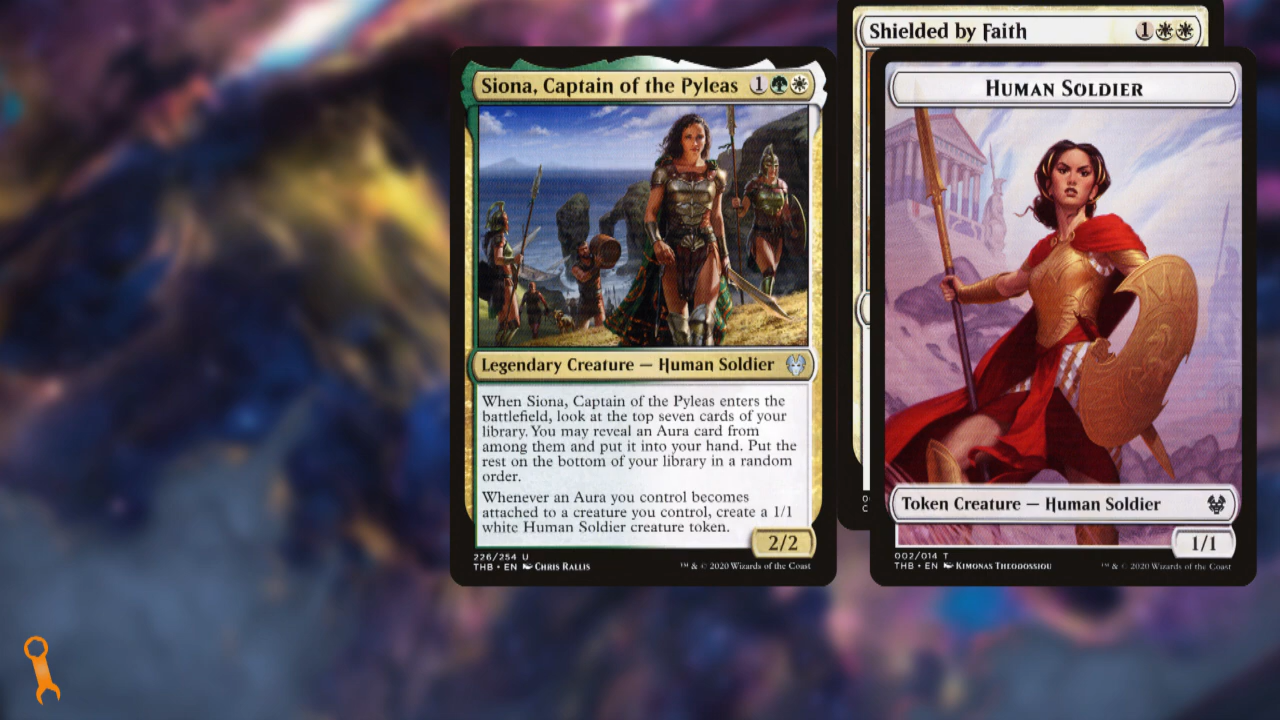 Siona, Captain of the Pyleas 1
When Siona, Captain of the Pyleas enters the
battlefield, look at the top seven cards of your
library. You may reveal an Aura card from
among them and put it into your hand. Put the
rest on the bottom of your library in a random
order.
Whenever an Aura you control becomes
attached to a creature you control, create a 1/1
white Human Soldier creature token.
Legendary Creature — Human Soldier
2/2
226/254 U
THB • EN CHRIS RALLIS
™ & © 2020 Wizards of the Coast
Shielded by Faith 1
HUMAN SOLDIER
Token Creature — Human Soldier
1/1
002/014 T
THB • EN KIMONAS THEODOSSIOU
™ & © 2020 Wizards of the Coast